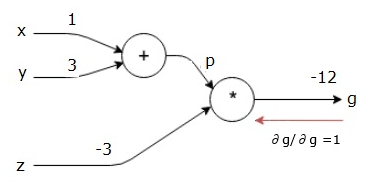 x 1
y 3
+
p
*
-12
g
∂g/∂g =1
z -3